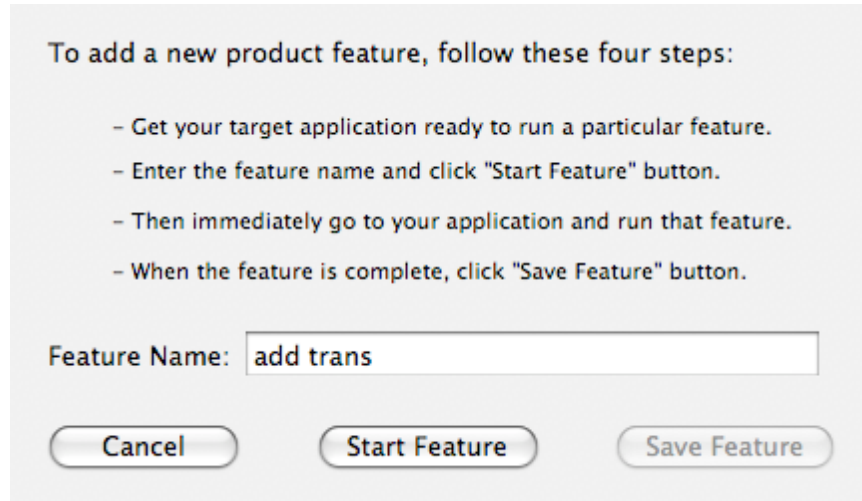 To add a new product feature, follow these four steps:
– Get your target application ready to run a particular feature.
– Enter the feature name and click "Start Feature" button.
– Then immediately go to your application and run that feature.
– When the feature is complete, click "Save Feature" button.
Feature Name: add trans
Cancel Start Feature Save Feature